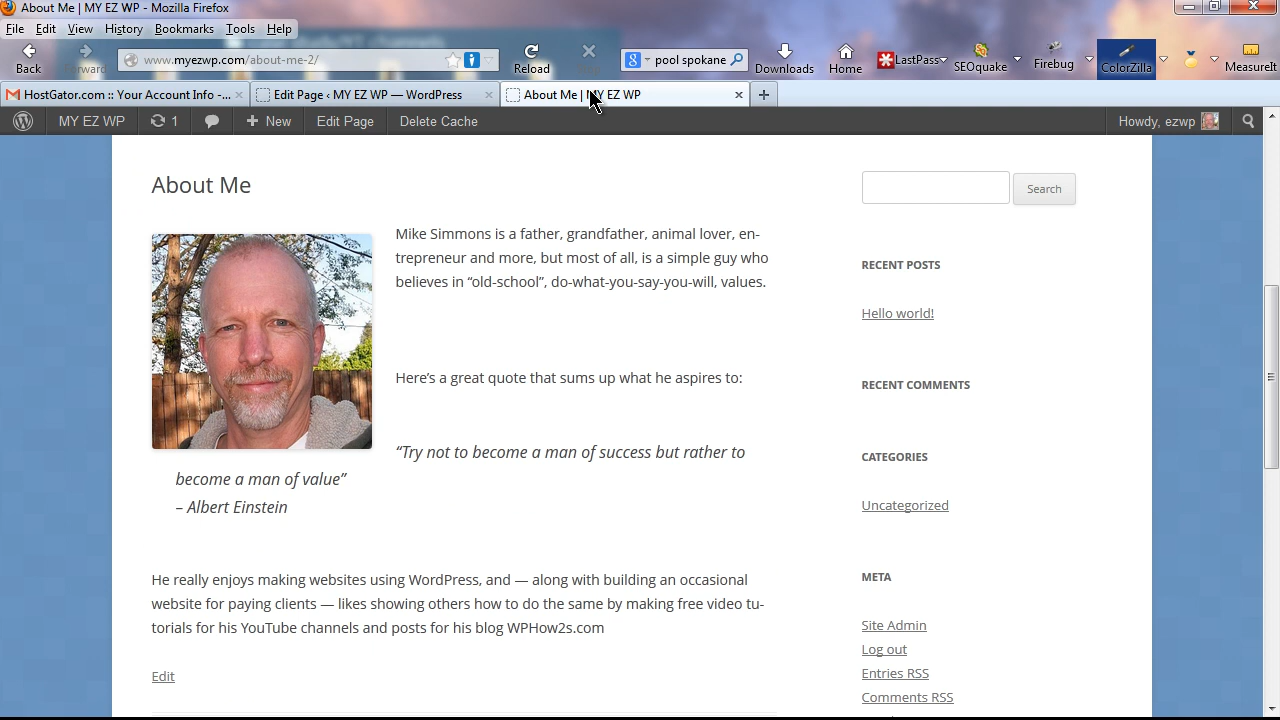 About Me | MY EZ WP - Mozilla Firefox
File Edit View History Bookmarks Tools Help
Back Forward www.myezwp.com/about-me-2/ Reload pool spokane Downloads Home LastPass SEOquake Firebug ColorZilla MeasureIt
HostGator.com :: Your Account Info -... Edit Page ‹ MY EZ WP — WordPress About Me | MY EZ WP
MY EZ WP 1 New Edit Page Delete Cache Howdy, ezwp
About Me
Mike Simmons is a father, grandfather, animal lover, en-
trepreneur and more, but most of all, is a simple guy who
believes in “old-school”, do-what-you-say-you-will, values.
Here’s a great quote that sums up what he aspires to:
“Try not to become a man of success but rather to
become a man of value”
– Albert Einstein
He really enjoys making websites using WordPress, and — along with building an occasional
website for paying clients — likes showing others how to do the same by making free video tu-
torials for his YouTube channels and posts for his blog WPHow2s.com
Edit
Search
RECENT POSTS
Hello world!
RECENT COMMENTS
CATEGORIES
Uncategorized
META
Site Admin
Log out
Entries RSS
Comments RSS